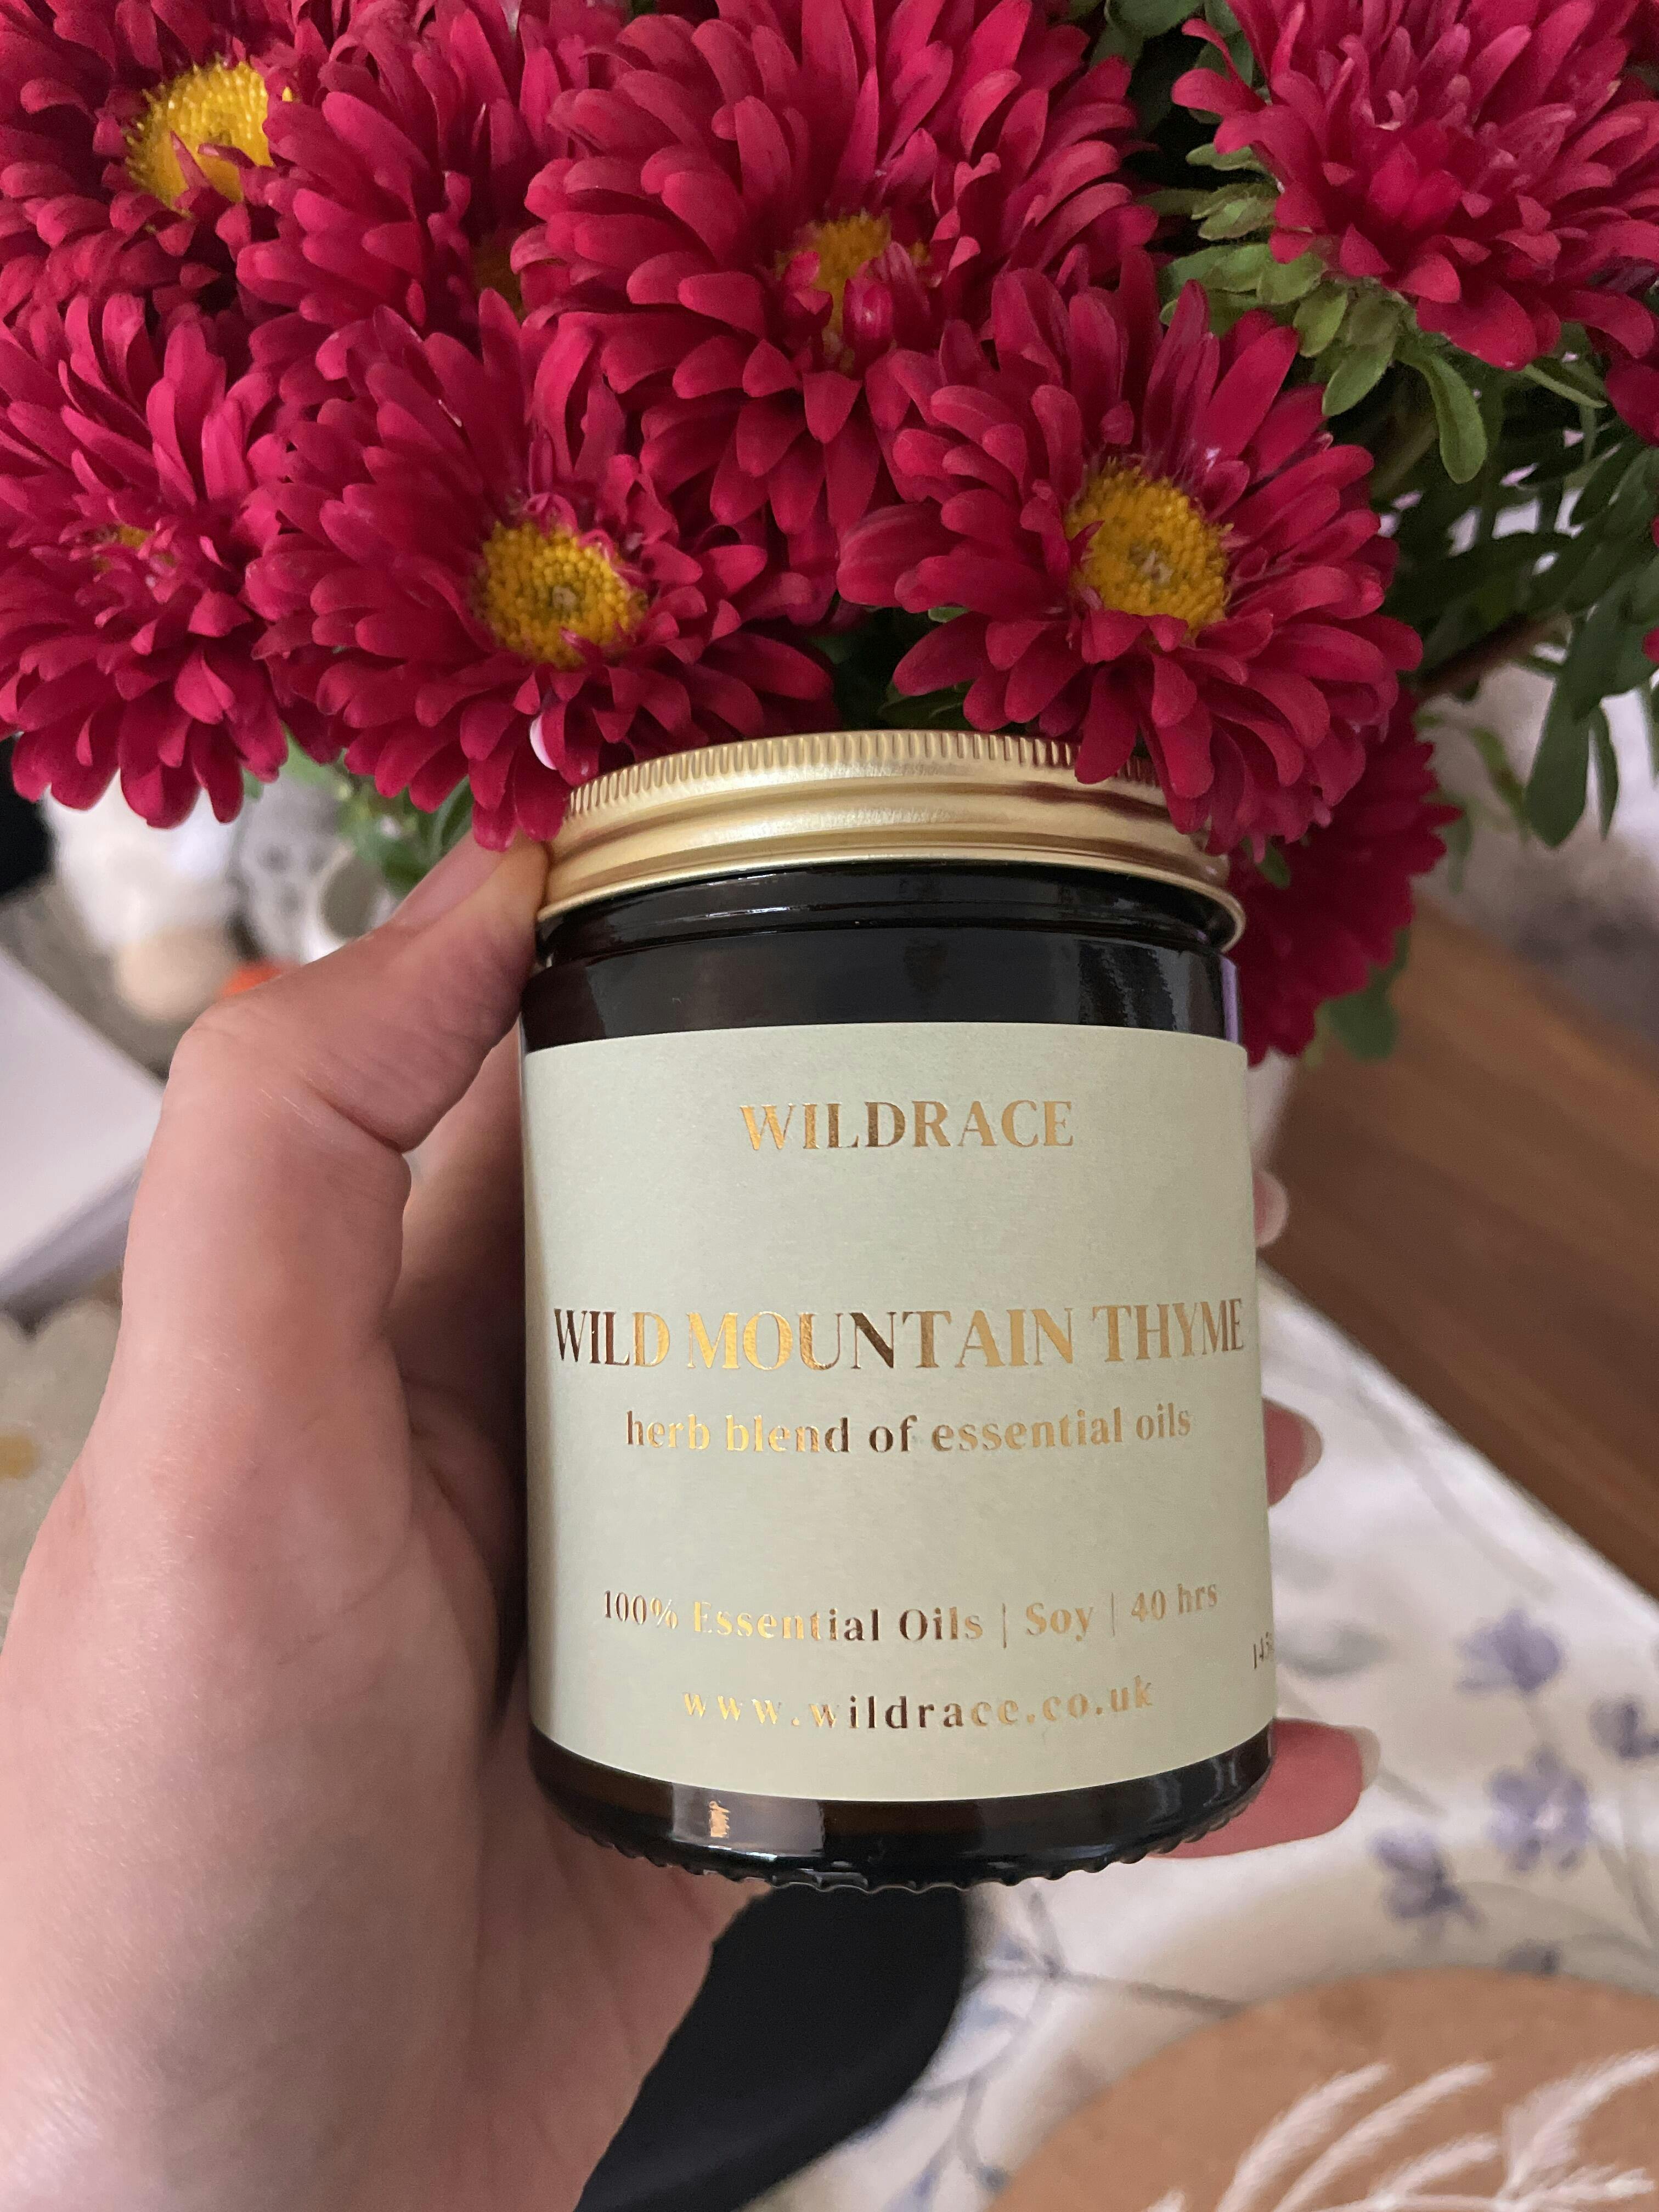 WILDRACE
WILD MOUNTAIN THYME
herb blend of essential oils
100% Essential Oils | Soy | 40 hrs
www.wildrace.co.uk